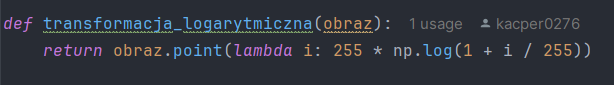 def transformacja_logarytmiczna(obraz): 1 usage kacper0276
return obraz.point(lambda i: 255 * np.log(1 + i / 255))